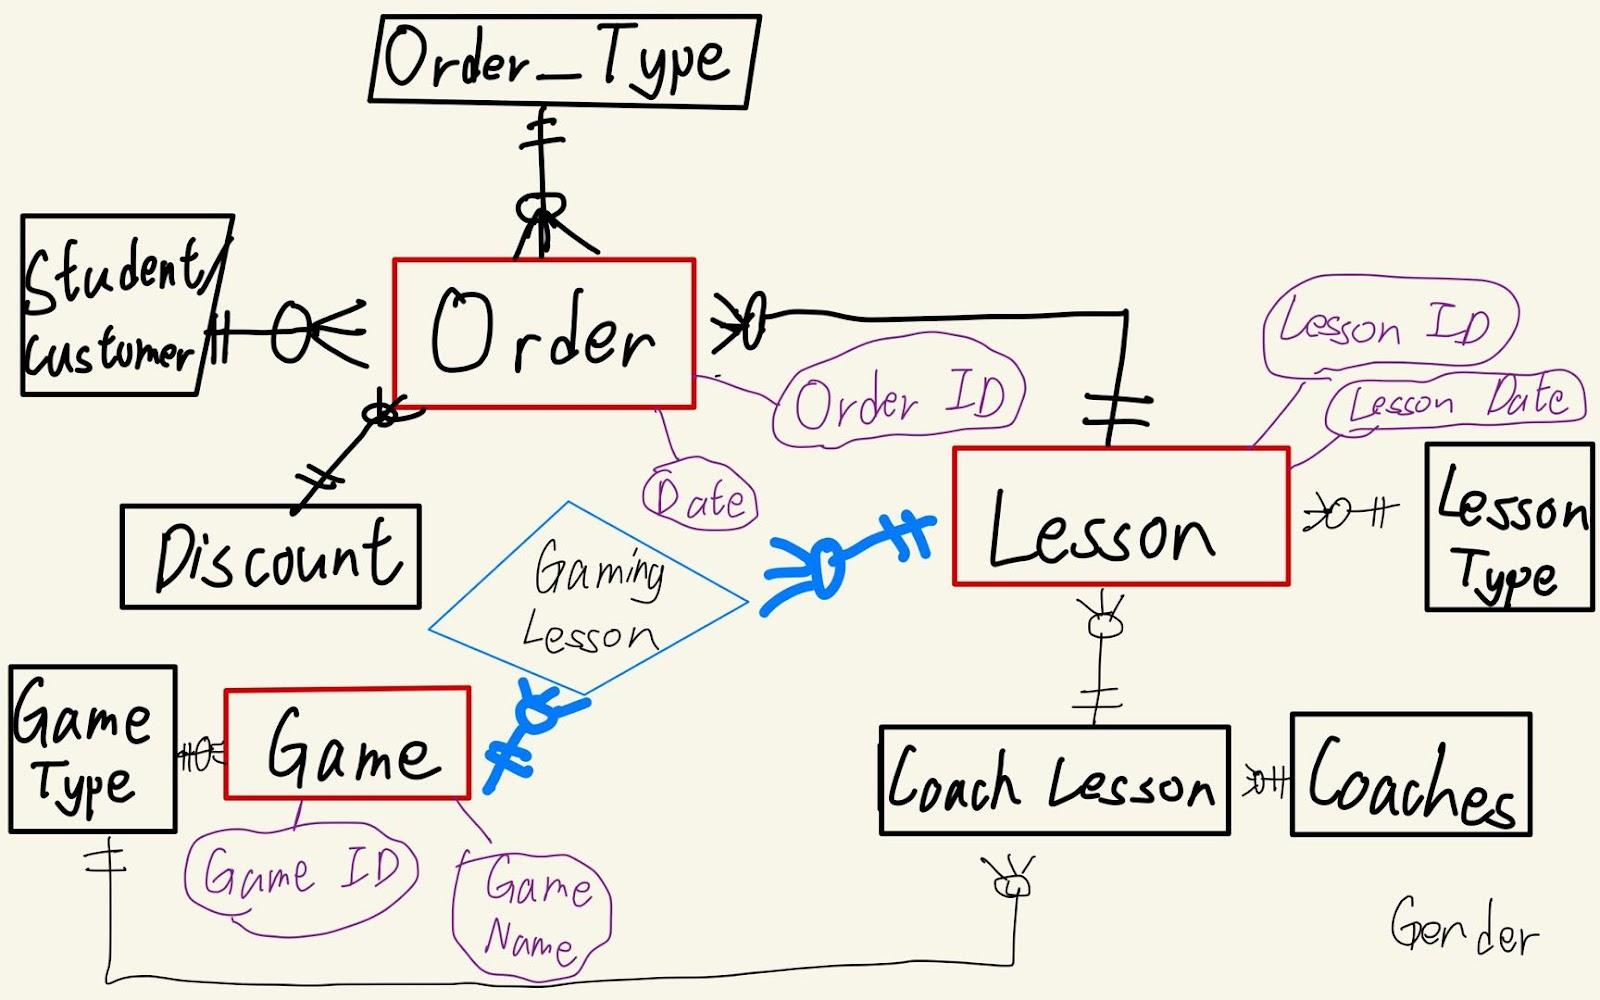 Order_Type
Student/
customer
Order
Lesson ID
Order ID
Lesson Date
Date
Discount
Gaming
Lesson
Lesson
Lesson
Type
Game
Type
Game
Coach Lesson
Coaches
Game ID
Game
Name
Gender